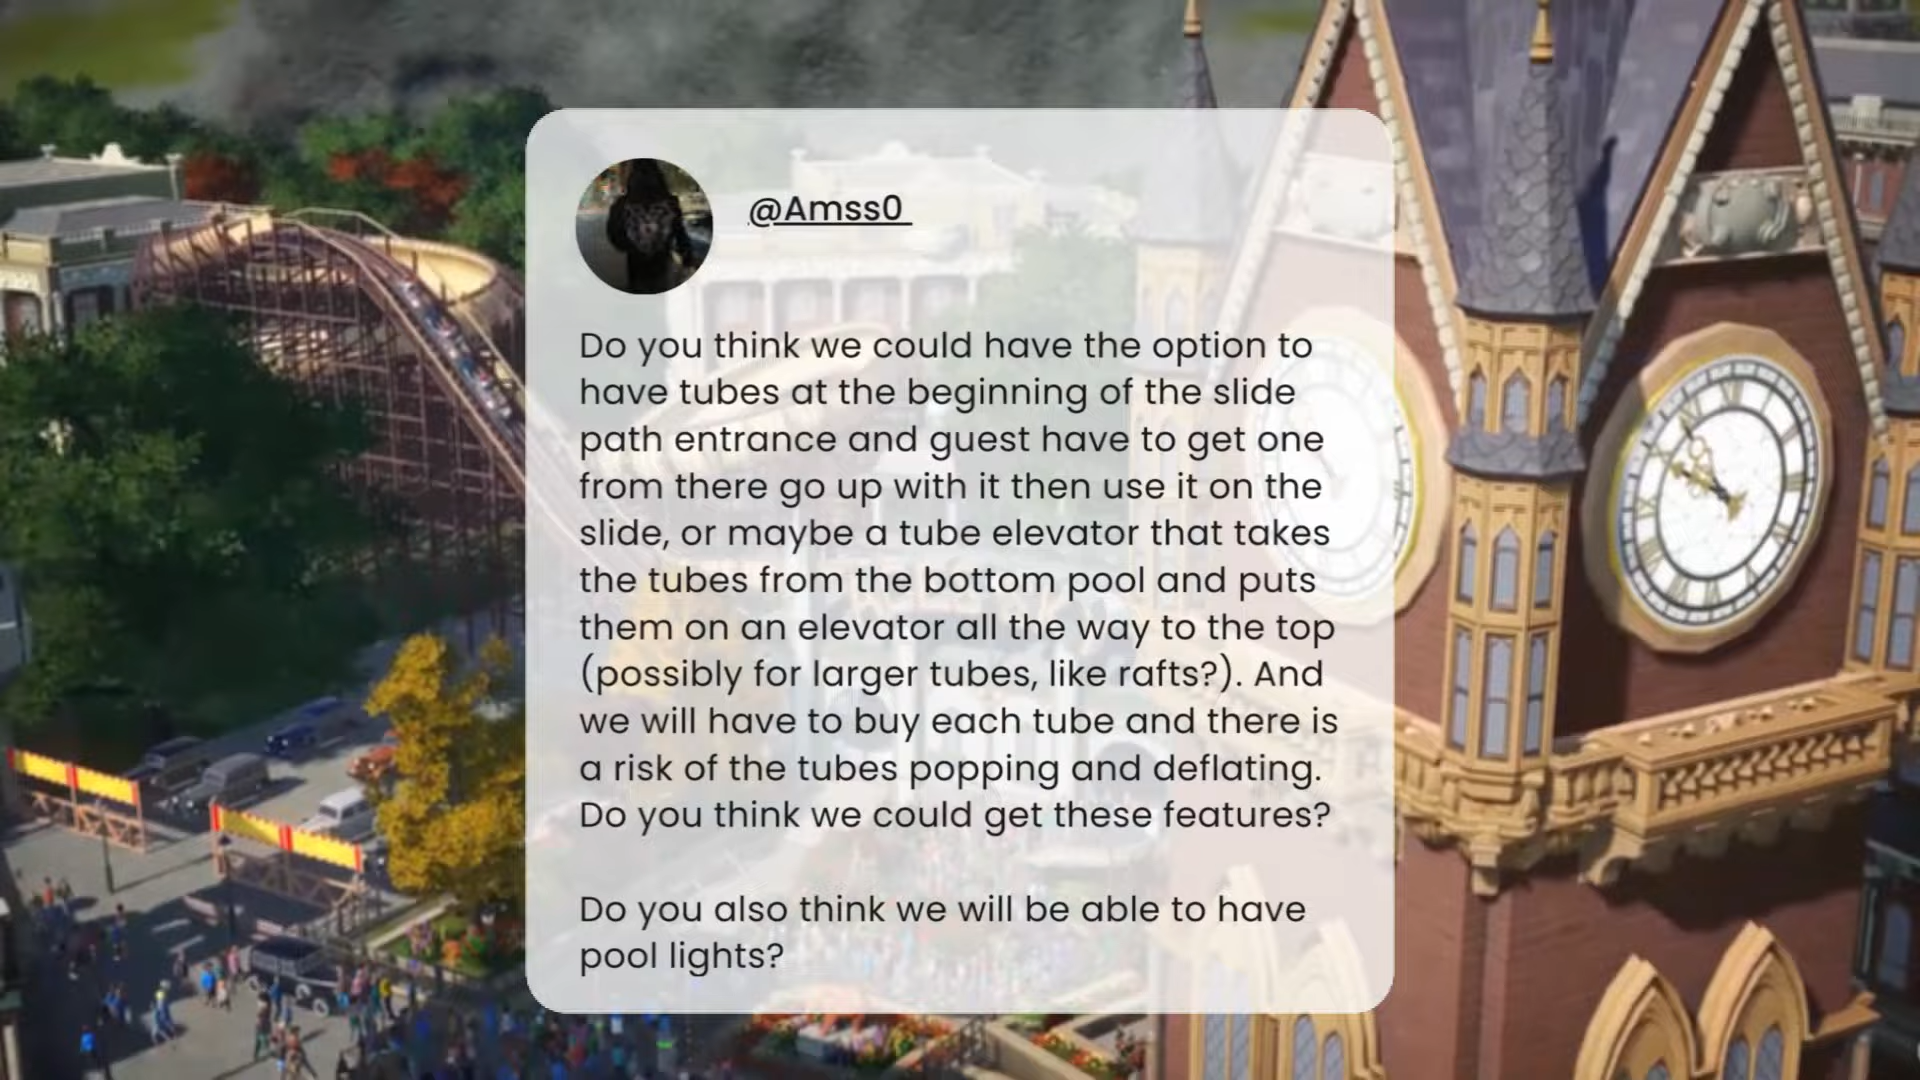 @Amss0
Do you think we could have the option to
have tubes at the beginning of the slide
path entrance and guest have to get one
from there go up with it then use it on the
slide, or maybe a tube elevator that takes
the tubes from the bottom pool and puts
them on an elevator all the way to the top
(possibly for larger tubes, like rafts?). And
we will have to buy each tube and there is
a risk of the tubes popping and deflating.
Do you think we could get these features?
Do you also think we will be able to have
pool lights?